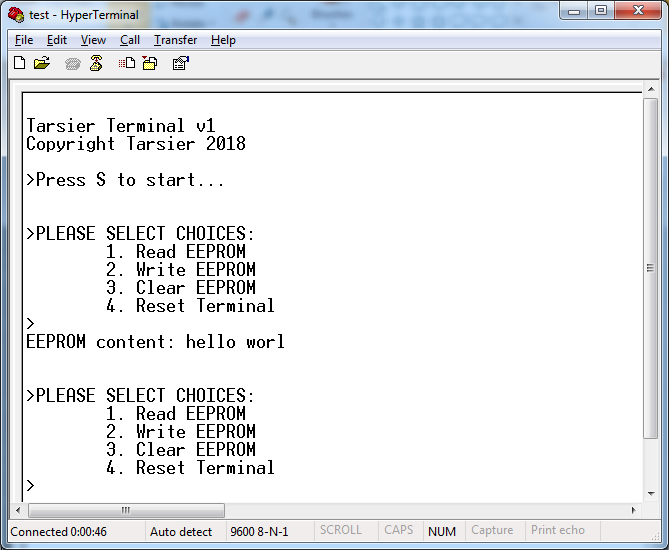 test - HyperTerminal
File Edit View Call Transfer Help
Tarsier Terminal v1
Copyright Tarsier 2018
>Press S to start...
>PLEASE SELECT CHOICES:
1. Read EEPROM
2. Write EEPROM
3. Clear EEPROM
4. Reset Terminal
>
EEPROM content: hello worl
>PLEASE SELECT CHOICES:
1. Read EEPROM
2. Write EEPROM
3. Clear EEPROM
4. Reset Terminal
>
Connected 0:00:46 Auto detect 9600 8-N-1 SCROLL CAPS NUM Capture Print echo